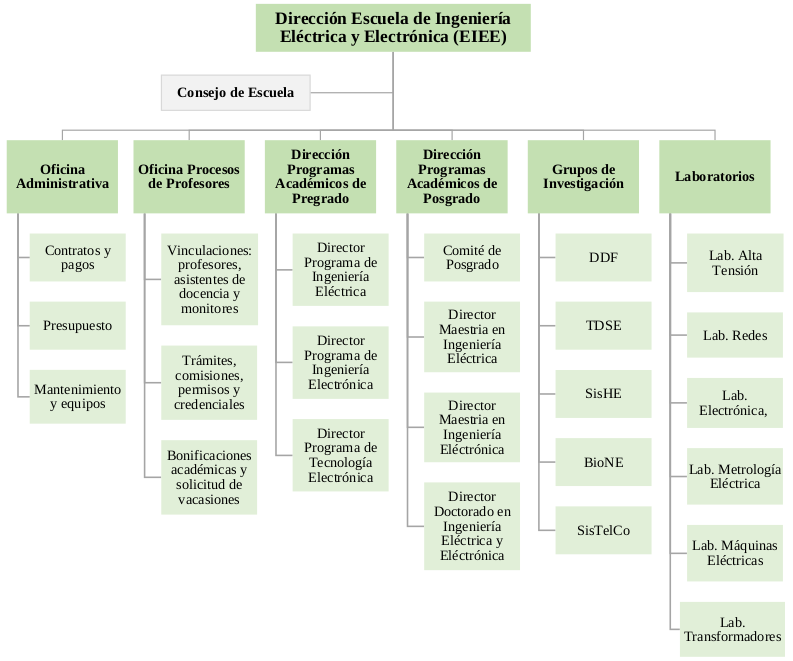 Dirección Escuela de Ingeniería
Eléctrica y Electrónica (EIEE)
Consejo de Escuela
Oficina
Administrativa
Contratos y
pagos
Presupuesto
Mantenimiento
y equipos
Oficina Procesos
de Profesores
Vinculaciones:
profesores,
asistentes de
docencia y
monitores
Trámites,
comisiones,
permisos y
credenciales
Bonificaciones
académicas y
solicitud de
vacasiones
Dirección
Programas
Académicos de
Pregrado
Director
Programa de
Ingeniería
Eléctrica
Director
Programa de
Ingeniería
Electrónica
Director
Programa de
Tecnología
Electrónica
Dirección
Programas
Académicos de
Posgrado
Comité de
Posgrado
Director
Maestria en
Ingeniería
Eléctrica
Director
Maestria en
Ingeniería
Eléctrónica
Director
Doctorado en
Ingeniería
Eléctrica y
Eléctrónica
Grupos de
Investigación
DDF
TDSE
SisHE
BioNE
SisTelCo
Laboratorios
Lab. Alta
Tensión
Lab. Redes
Lab.
Electrónica,
Lab. Metrología
Eléctrica
Lab. Máquinas
Eléctricas
Lab.
Transformadores